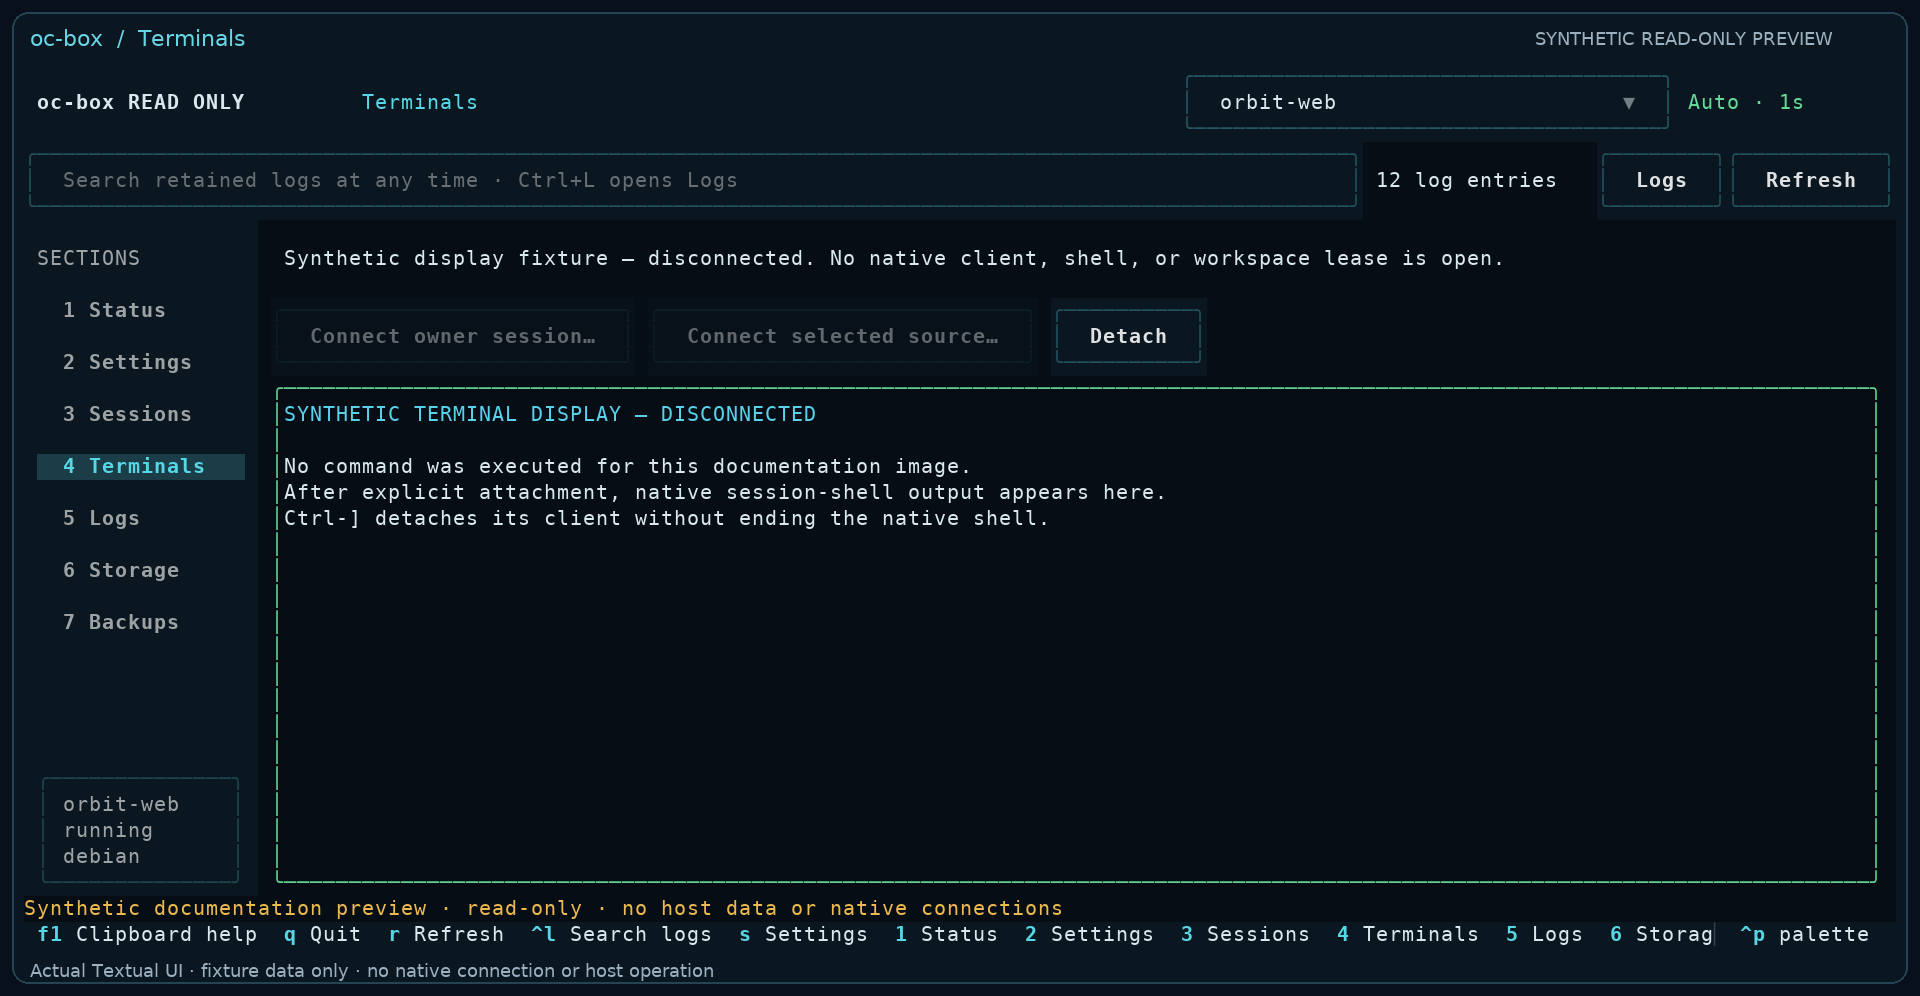 oc-box / Terminals
SYNTHETIC READ-ONLY PREVIEW
oc-box READ ONLY Terminals orbit-web ▼ Auto · 1s
Search retained logs at any time · Ctrl+L opens Logs 12 log entries Logs Refresh
SECTIONS
1 Status
2 Settings
3 Sessions
4 Terminals
5 Logs
6 Storage
7 Backups
orbit-web
running
debian
Synthetic display fixture — disconnected. No native client, shell, or workspace lease is open.
Connect owner session… Connect selected source… Detach
SYNTHETIC TERMINAL DISPLAY — DISCONNECTED
No command was executed for this documentation image.
After explicit attachment, native session-shell output appears here.
Ctrl-] detaches its client without ending the native shell.
Synthetic documentation preview · read-only · no host data or native connections
f1 Clipboard help q Quit r Refresh ^l Search logs s Settings 1 Status 2 Settings 3 Sessions 4 Terminals 5 Logs 6 Storag ^p palette
Actual Textual UI · fixture data only · no native connection or host operation